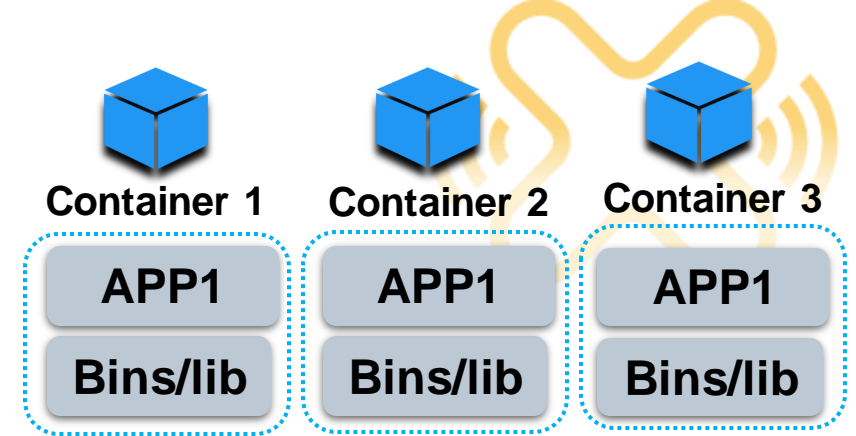 Container 1
Container 2
Container 3
APP1
APP1
APP1
Bins/lib
Bins/lib
Bins/lib